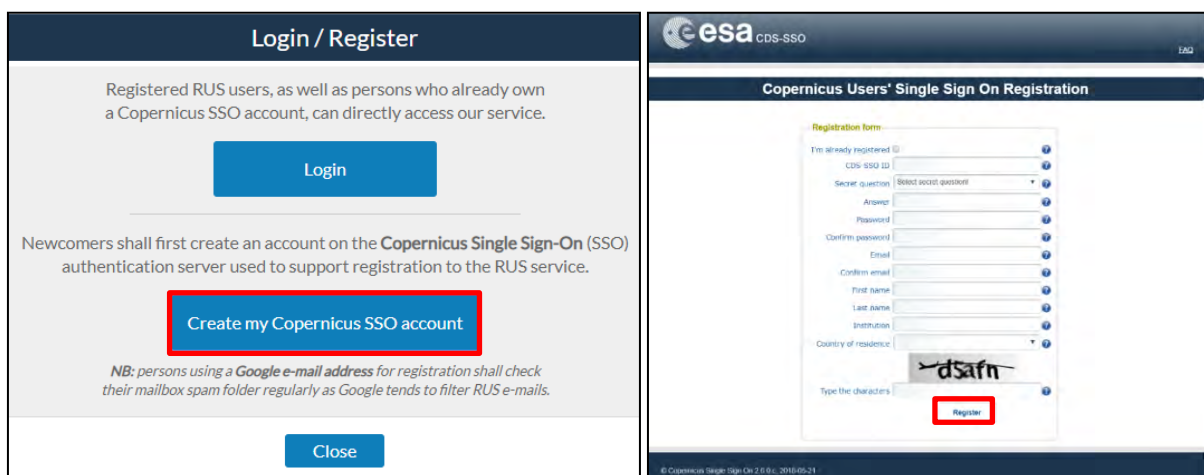 Login / Register
Registered RUS users, as well as persons who already own
a Copernicus SSO account, can directly access our service.
Login
Newcomers shall first create an account on the Copernicus Single Sign-On (SSO)
authentication server used to support registration to the RUS service.
Create my Copernicus SSO account
NB: persons using a Google e-mail address for registration shall check
their mailbox spam folder regularly as Google tends to filter RUS e-mails.
Close
esa CDS-SSO
FAQ
Copernicus Users' Single Sign On Registration
Registration form
I'm already registered
CDS-SSO ID
Secret question Select secret question!
Answer
Password
Confirm password
Email
Confirm email
First name
Last name
Institution
Country of residence
d5afn
Type the characters
Register
© Copernicus Single Sign On 2.6.0.c, 2018-05-21